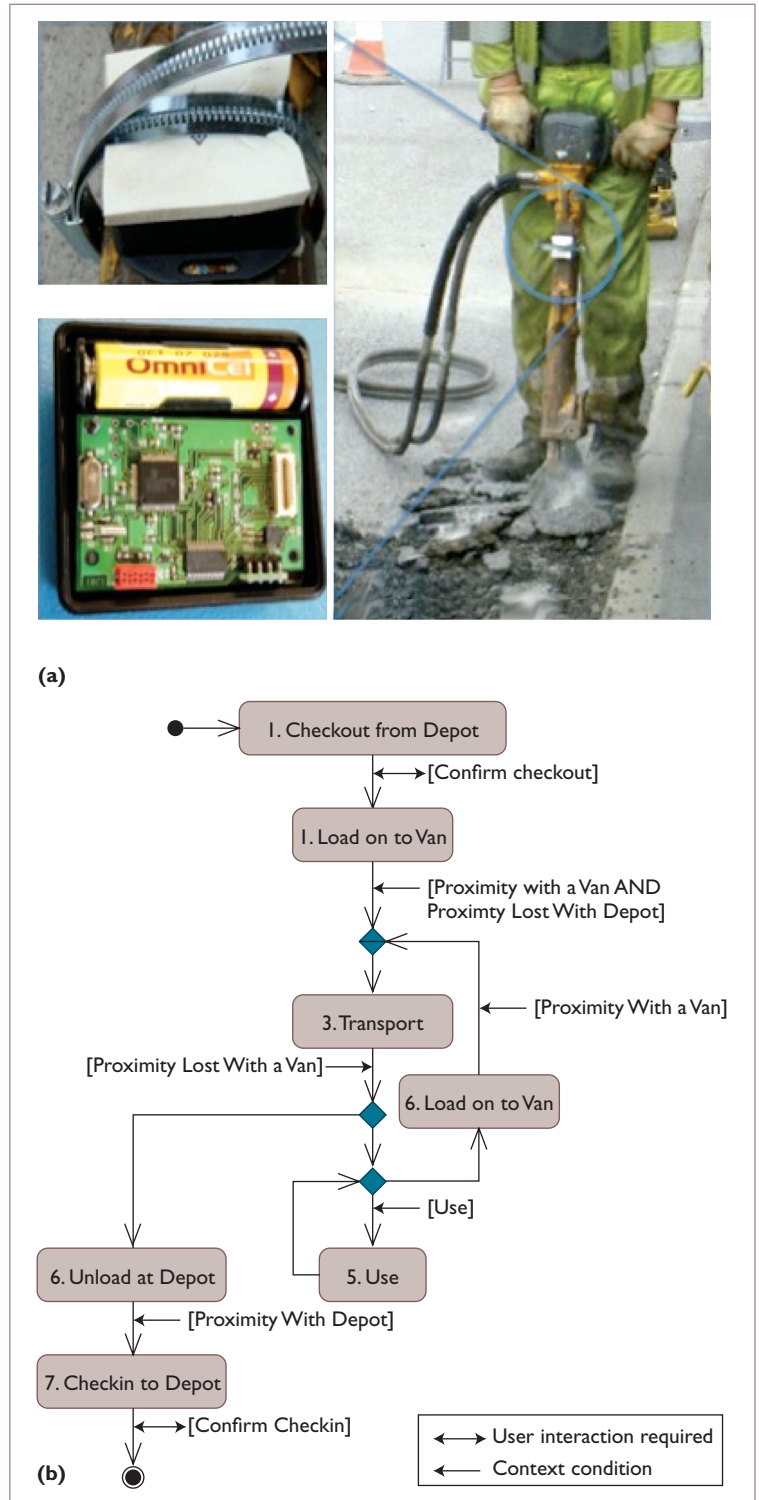 OCT 07
OmniCel
(a)
1. Checkout from Depot
[Confirm checkout]
1. Load on to Van
[Proximity with a Van AND
Proximty Lost With Depot]
3. Transport
[Proximity With a Van]
[Proximity Lost With a Van]
6. Load on to Van
[Use]
6. Unload at Depot
5. Use
[Proximity With Depot]
7. Checkin to Depot
[Confirm Checkin]
User interaction required
Context condition
(b)